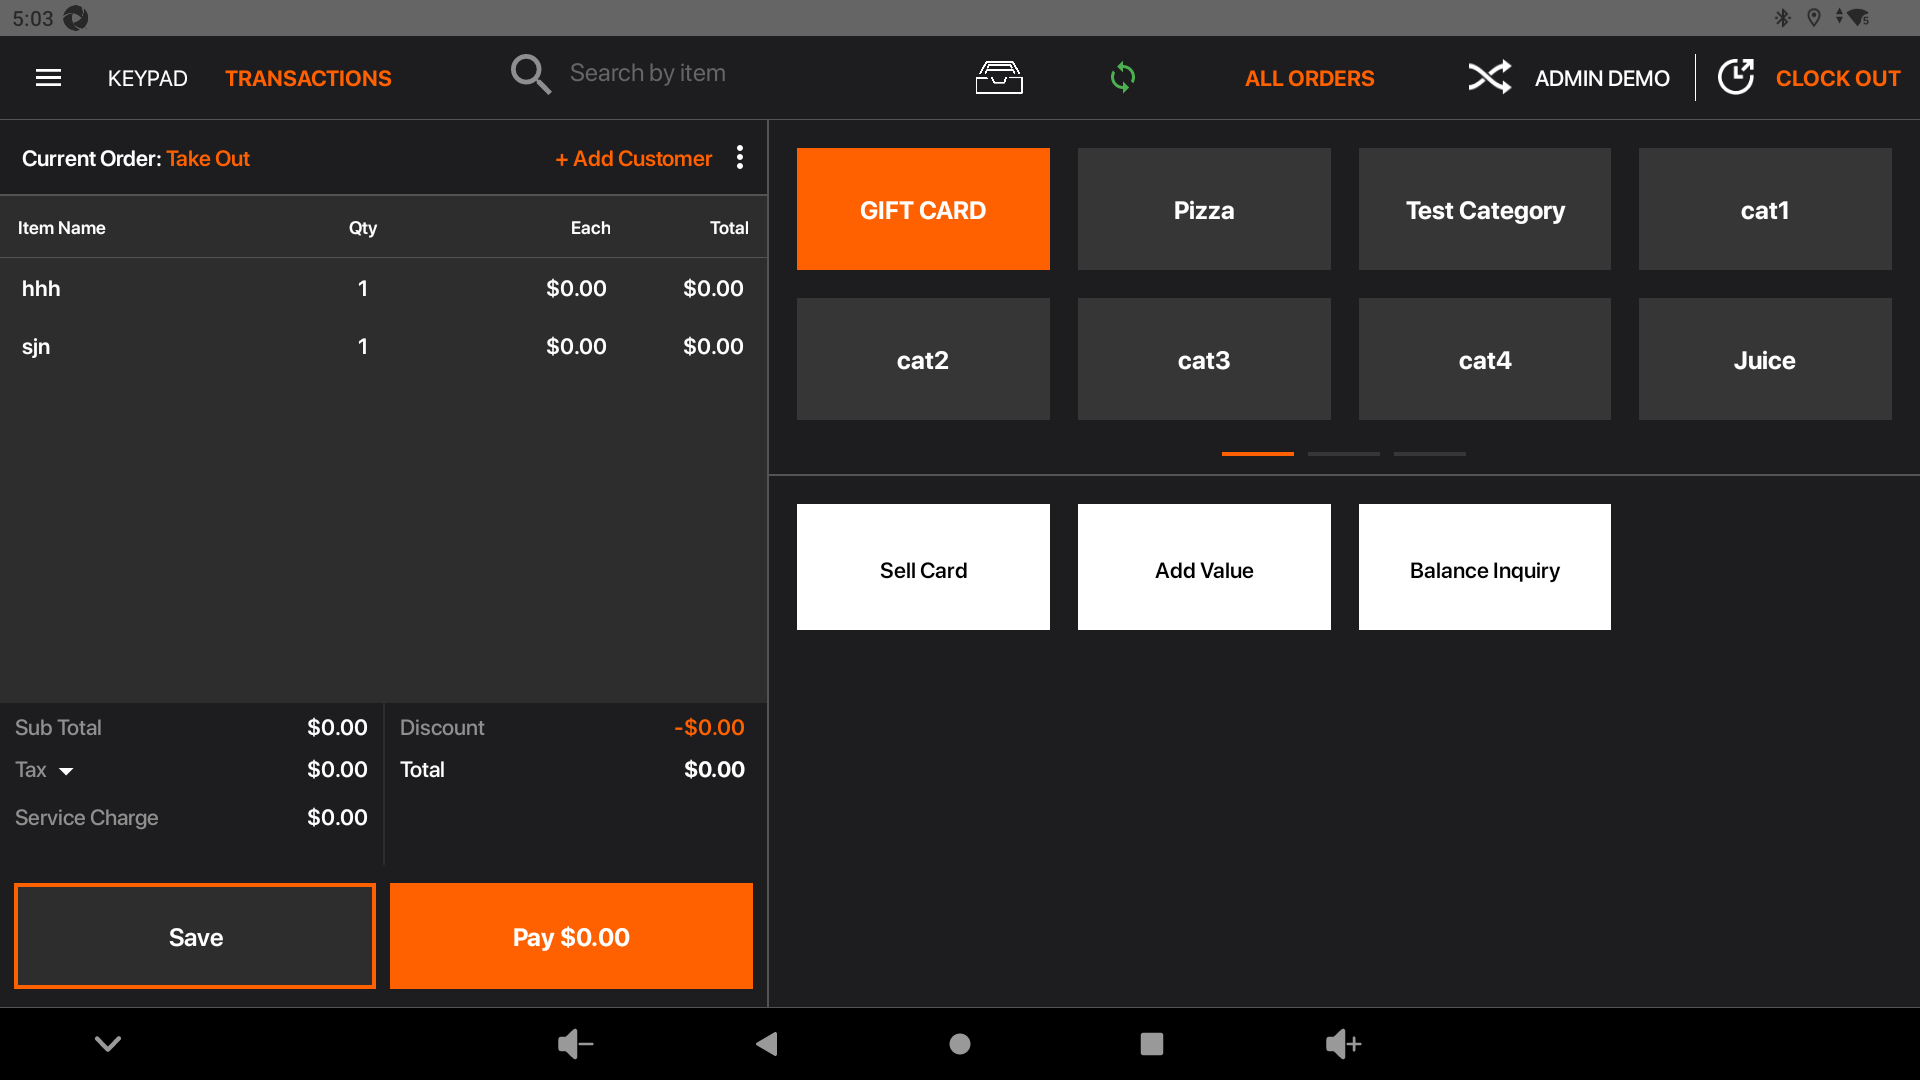 5:03
KEYPAD TRANSACTIONS Search by item ALL ORDERS ADMIN DEMO CLOCK OUT
Current Order: Take Out + Add Customer
Item Name Qty Each Total
hhh 1 $0.00 $0.00
sjn 1 $0.00 $0.00
Sub Total $0.00 Discount -$0.00
Tax $0.00 Total $0.00
Service Charge $0.00
Save Pay $0.00
GIFT CARD Pizza Test Category cat1
cat2 cat3 cat4 Juice
Sell Card Add Value Balance Inquiry